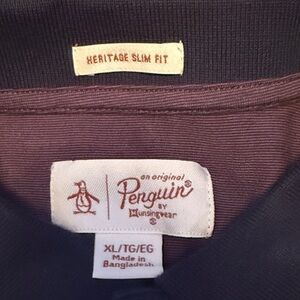 HERITAGE SLIM FIT
an original
Penguin®
BY
Munsingwear
®
XL/TG/EG
Made in
Bangladesh